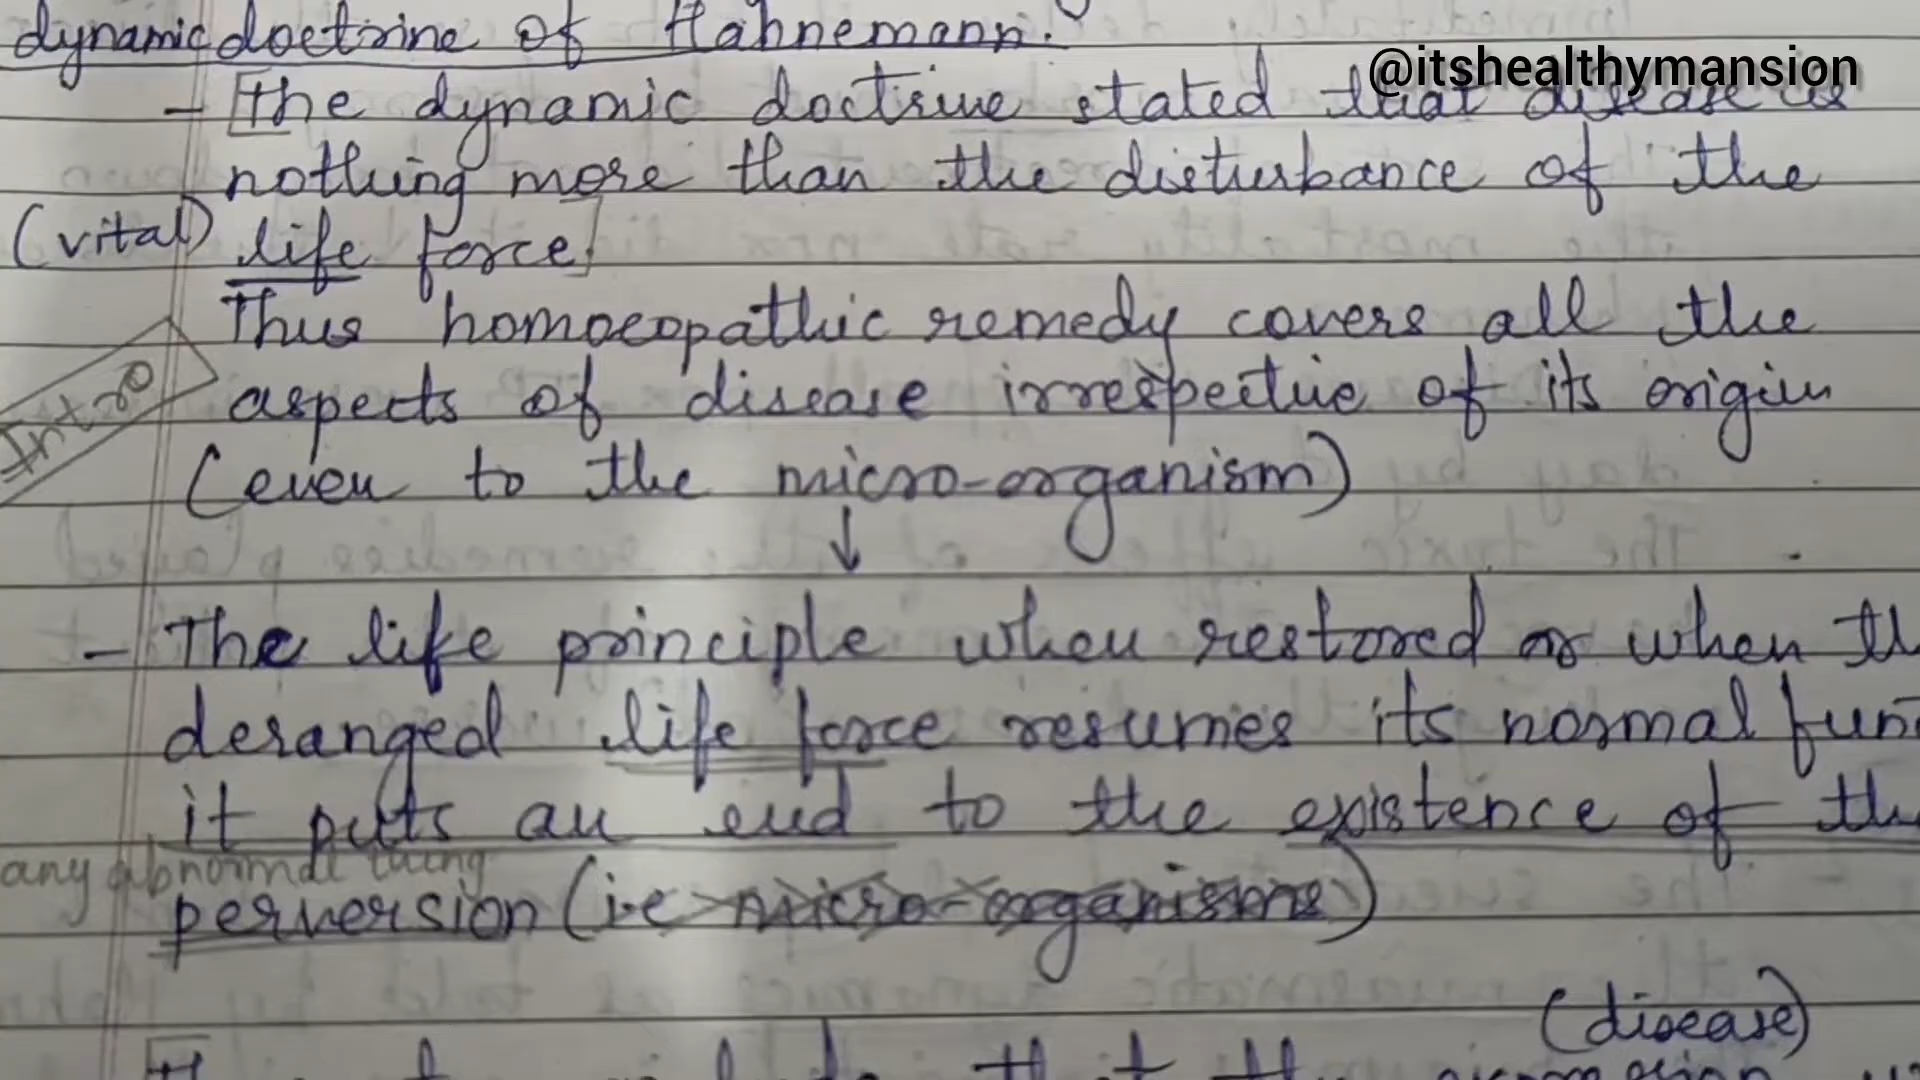 dynamic doctrine of Hahnemann.
@itshealthymansion
- [The dynamic doctrine stated that disease is
nothing more than the disturbance of the
(vital) life force]
Thus homoeopathic remedy covers all the
Intro
aspects of disease irrespective of its origin
(even to the micro-organism)
↓
- The life principle when restored or when th
deranged life force resumes its normal fun
it puts an end to the existence of the
any abnormal thing
perversion (i.e micro-organisms)
(disease)